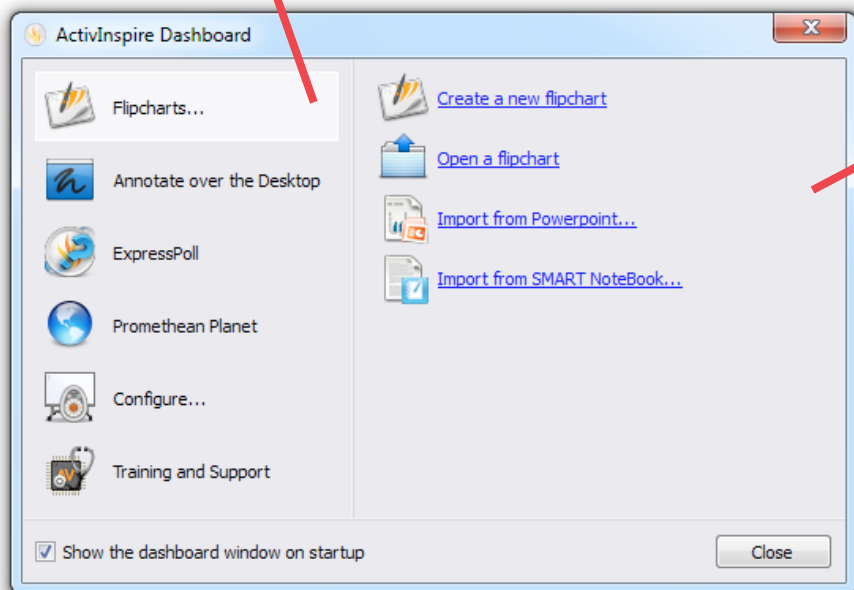 ActivInspire Dashboard
Flipcharts...
Annotate over the Desktop
ExpressPoll
Promethean Planet
Configure...
Training and Support
Create a new flipchart
Open a flipchart
Import from Powerpoint...
Import from SMART NoteBook...
Show the dashboard window on startup
Close